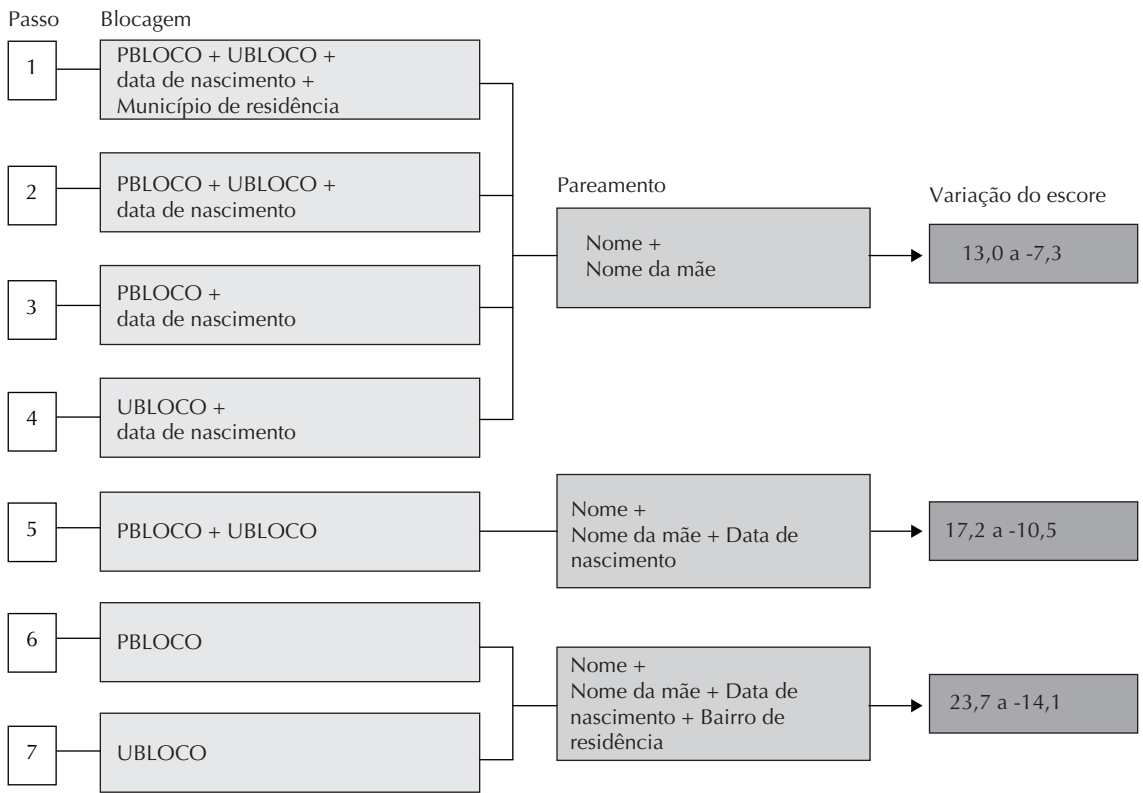 Passo
Blocagem
1
PBLOCO + UBLOCO +
data de nascimento +
Município de residência
2
PBLOCO + UBLOCO +
data de nascimento
3
PBLOCO +
data de nascimento
4
UBLOCO +
data de nascimento
Pareamento
Nome +
Nome da mãe
Variação do escore
13,0 a -7,3
5
PBLOCO + UBLOCO
Nome +
Nome da mãe + Data de
nascimento
17,2 a -10,5
6
PBLOCO
7
UBLOCO
Nome +
Nome da mãe + Data de
nascimento + Bairro de
residência
23,7 a -14,1